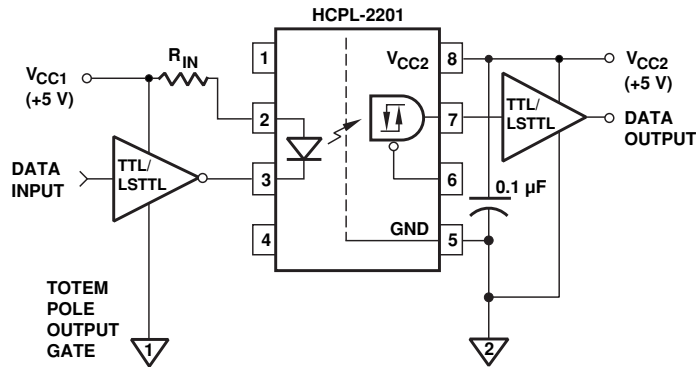 HCPL-2201
V_CC1
(+5 V)
R_IN
1
2
3
4
V_CC2
8
7
6
GND
5
DATA
INPUT
TTL/
LSTTL
TOTEM
POLE
OUTPUT
GATE
1
TTL/
LSTTL
V_CC2
(+5 V)
DATA
OUTPUT
0.1 µF
2